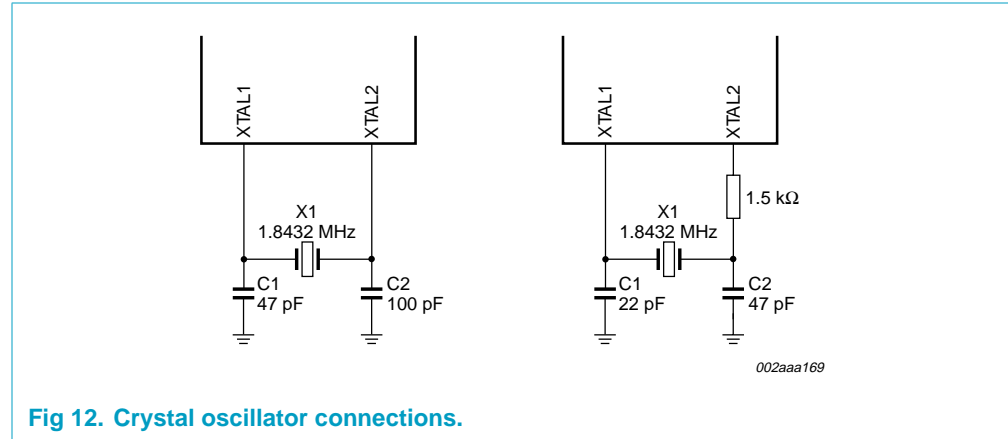 XTAL1
XTAL2
X1
1.8432 MHz
C1
47 pF
C2
100 pF
XTAL1
XTAL2
1.5 kΩ
X1
1.8432 MHz
C1
22 pF
C2
47 pF
002aaa169
Fig 12. Crystal oscillator connections.